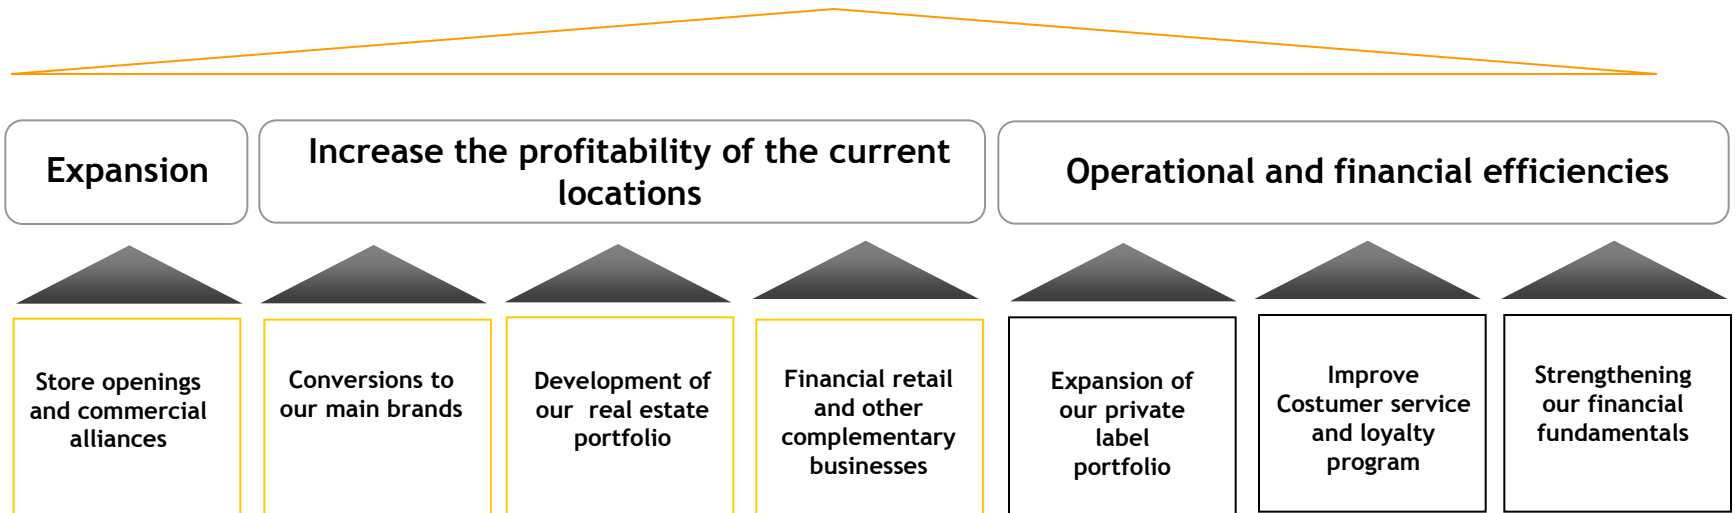 Expansion
Increase the profitability of the current
locations
Operational and financial efficiencies
Store openings
and commercial
alliances
Conversions to
our main brands
Development of
our real estate
portfolio
Financial retail
and other
complementary
businesses
Expansion of
our private
label
portfolio
Improve
Costumer service
and loyalty
program
Strengthening
our financial
fundamentals